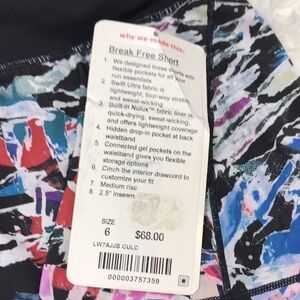 why we made this:
Break Free Short
1. We designed these shorts with
flexible pockets for all your
run essentials
2. Swift Ultra fabric is
lightweight, four-way stretch
and sweat-wicking
3. Built-in Nulux™ fabric liner is
quick-drying, sweat-wicking,
and offers lightweight coverage
4. Hidden drop-in pocket at back
waistband
5. Connected gel pockets on the
waistband gives you flexible
storage options
6. Cinch the interior drawcord to
customize your fit
7. Medium rise
8. 2.5" inseam
SIZE
6 $68.00
LW7AJJS CULC
000003757359